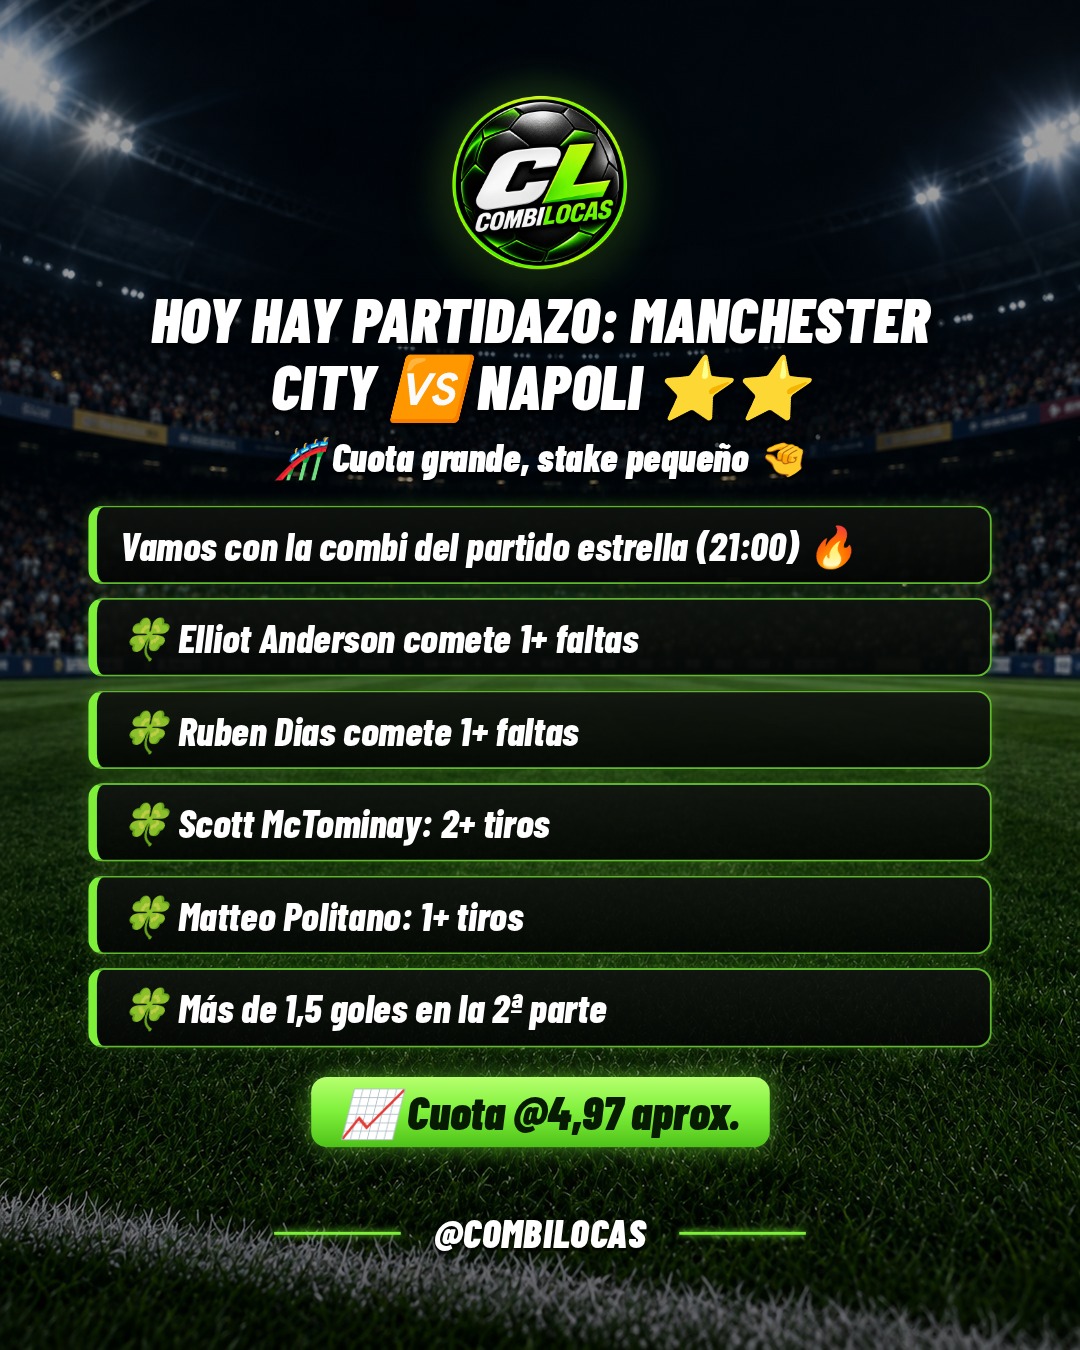 CL
COMBILOCAS
HOY HAY PARTIDAZO: MANCHESTER
CITY 🆚 NAPOLI ⭐⭐
🎢 Cuota grande, stake pequeño 🤏
Vamos con la combi del partido estrella (21:00) 🔥
🍀 Elliot Anderson comete 1+ faltas
🍀 Ruben Dias comete 1+ faltas
🍀 Scott McTominay: 2+ tiros
🍀 Matteo Politano: 1+ tiros
🍀 Más de 1,5 goles en la 2ª parte
📈 Cuota @4,97 aprox.
@COMBILOCAS